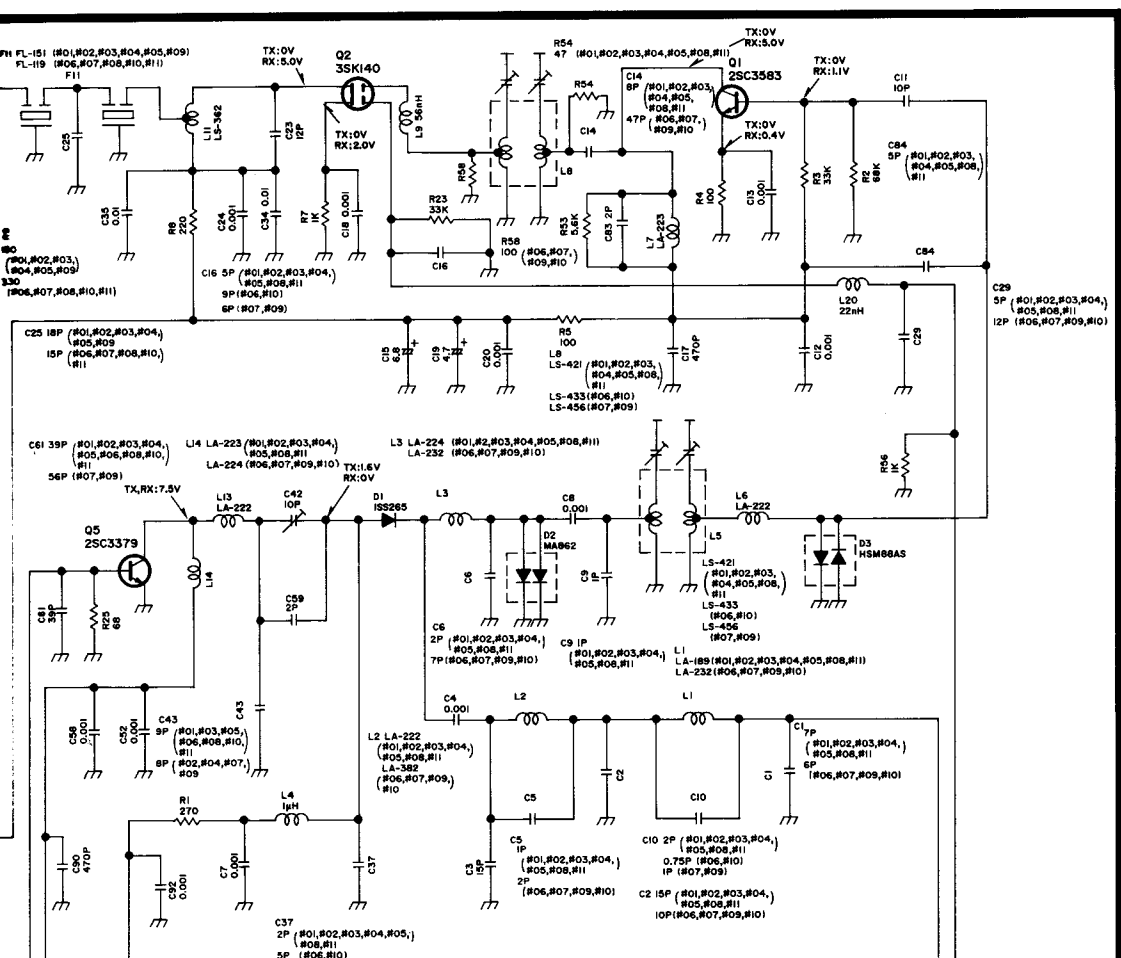 FI1 FL-151 (#01,#02,#03,#04,#05,#09)
FL-119 (#06,#07,#08,#10,#11)
F11
C25
L11
LS-362
TX:0V
RX:5.0V
Q2
3SK140
C23
12P
TX:0V
RX:2.0V
L9 56nH
R58
R54
47 (#01,#02,#03,#04,#05,#08,#11)
R54
C14
L8
C14
8P (#01,#02,#03,
#04,#05,
#08,#11)
47P (#06,#07,
#09,#10)
TX:0V
RX:5.0V
Q1
2SC3583
TX:0V
RX:1.1V
C11
10P
TX:0V
RX:0.4V
C84
5P (#01,#02,#03,
#04,#05,#08,
#11)
R3
33K
R2
68K
R4
100
C13
0.001
C35
0.01
R8
220
C24
0.001
C34 0.01
R7
1K
C18 0.001
R23
33K
C16
R53
5.6K
C83 2P
L7
LA-223
R58
100 (#06,#07,
#09,#10)
C84
(#01,#02,#03,
#04,#05,#09)
330
(#06,#07,#08,#10,#11)
C16 5P (#01,#02,#03,#04,
#05,#08,#11)
9P(#06,#10)
6P (#07,#09)
L20
22nH
C29
5P (#01,#02,#03,#04,
#05,#08,#11)
12P (#06,#07,#09,#10)
C29
C25 18P (#01,#02,#03,#04,
#05,#09)
15P (#06,#07,#08,#10,
#11)
C15
6.8
+
C19
4.7
+
C20
0.001
R5
100
C17
470P
C12
0.001
L8
LS-421 (#01,#02,#03,
#04,#05,#08,
#11)
LS-433(#06,#10)
LS-456(#07,#09)
C61 39P (#01,#02,#03,#04,
#05,#06,#08,#10,
#11)
56P (#07,#09)
L14 LA-223 (#01,#02,#03,#04,
#05,#08,#11)
LA-224 (#06,#07,#09,#10)
L3 LA-224 (#01,#2,#03,#04,#05,#08,#11)
LA-232 (#06,#07,#09,#10)
R56
1K
TX,RX:7.5V
TX:1.6V
RX:0V
L13
LA-222
C42
10P
D1
1SS265
L3
C8
0.001
L6
LA-222
Q5
2SC3379
D2
MA862
L5
D3
HSM88AS
L14
C61
39P
R25
68
C59
2P
C6
C9
1P
LS-421
(#01,#02,#03,
#04,#05,#08,
#11)
LS-433
(#06,#10)
LS-456
(#07,#09)
C6
2P (#01,#02,#03,#04,
#05,#08,#11)
7P(#06,#07,#09,#10)
C9 1P
(#01,#02,#03,#04,
#05,#08,#11)
L1
LA-189(#01,#02,#03,#04,#05,#08,#11)
LA-232(#06,#07,#09,#10)
C58
0.001
C52
0.001
C43
9P (#01,#03,#05,
#06,#08,#10,
#11)
8P (#02,#04,#07,
#09)
C43
C4
0.001
L2
L1
L2 LA-222
(#01,#02,#03,#04,
#05,#08,#11)
LA-382
(#06,#07,#09,
#10)
C2
C1
C1 7P
(#01,#02,#03,#04,
#05,#08,#11)
6P
(#06,#07,#09,#10)
R1
270
L4
1μH
C5
C10
C90
470P
C92
0.001
C7
0.001
C37
C3
15P
C5
1P
(#01,#02,#03,#04,
#05,#08,#11)
2P
(#06,#07,#09,#10)
C10 2P (#01,#02,#03,#04,
#05,#08,#11)
0.75P (#06,#10)
1P (#07,#09)
C2 15P (#01,#02,#03,#04,
#05,#08,#11)
10P(#06,#07,#09,#10)
C37
2P (#01,#02,#03,#04,#05,
#08,#11)
5P (#06,#10)